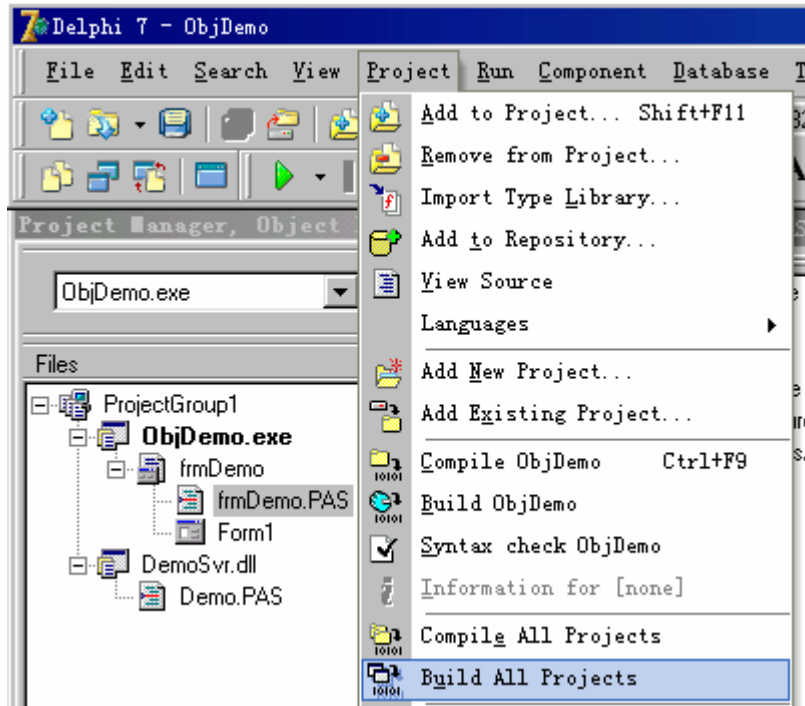 Delphi 7 - ObjDemo
File Edit Search View Project Run Component Database
Add to Project... Shift+F11
Remove from Project...
Import Type Library...
Add to Repository...
View Source
Languages
Add New Project...
Add Existing Project...
Compile ObjDemo Ctrl+F9
Build ObjDemo
Syntax check ObjDemo
Information for [none]
Compile All Projects
Build All Projects
Project Manager, Object
ObjDemo.exe
Files
ProjectGroup1
ObjDemo.exe
frmDemo
frmDemo.PAS
Form1
DemoSvr.dll
Demo.PAS